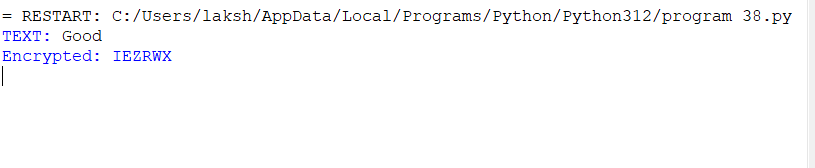 = RESTART: C:/Users/laksh/AppData/Local/Programs/Python/Python312/program 38.py
TEXT: Good
Encrypted: IEZRWX